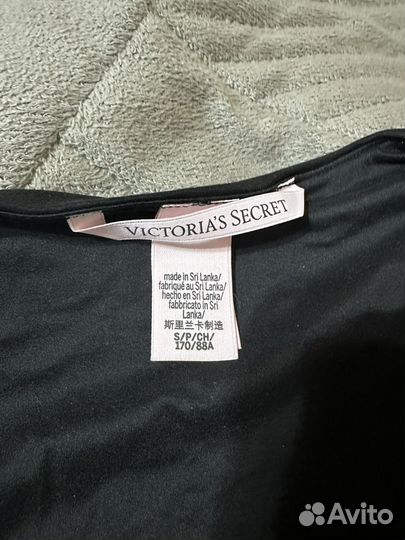 VICTORIA'S SECRET
made in Sri Lanka/
fabriqué au Sri Lanka/
hecho en Sri Lanka/
fabbricato in Sri
Lanka/
斯里兰卡制造
S/P/CH/
170/88A
Avito